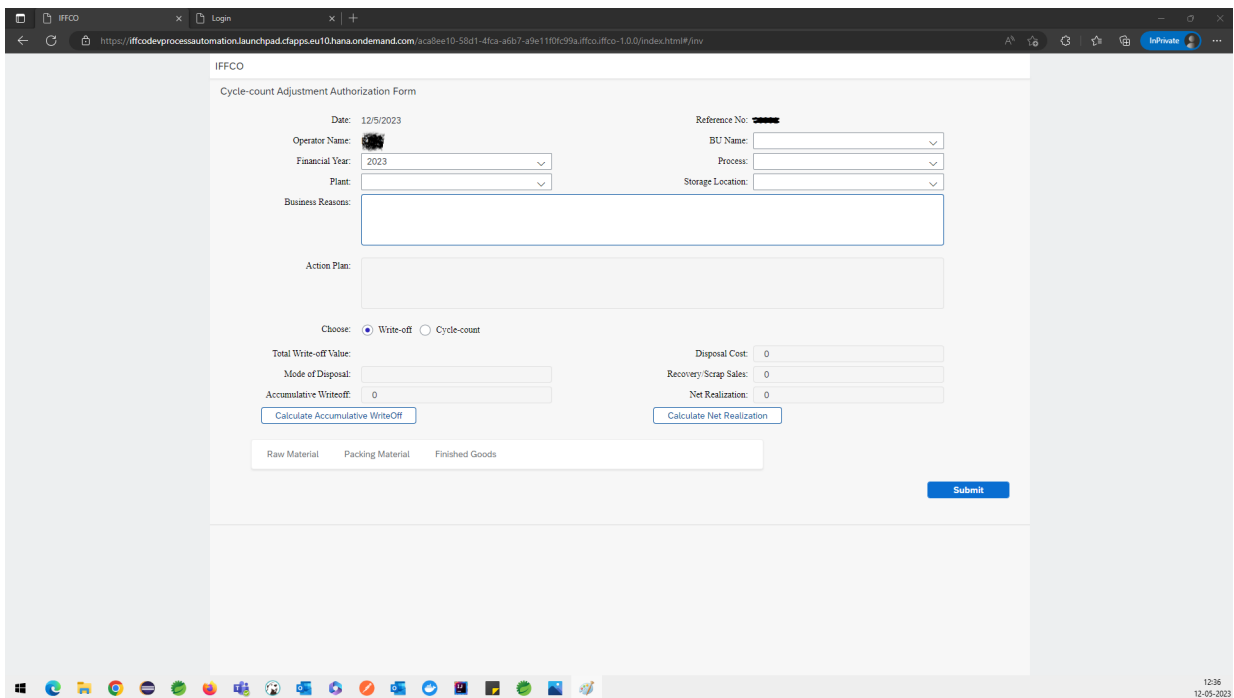 IFFCO
Login
https://iffcodevprocessautomation.launchpad.cfapps.eu10.hana.ondemand.com/aca8ee10-58d1-4fca-a6b7-a9e11f0fc99a.iffco.iffco-1.0.0/index.html#/inv
InPrivate
IFFCO
Cycle-count Adjustment Authorization Form
Date: 12/5/2023 Reference No:
Operator Name: BU Name:
Financial Year: 2023 Process:
Plant: Storage Location:
Business Reasons:
Action Plan:
Choose: Write-off Cycle-count
Total Write-off Value: Disposal Cost: 0
Mode of Disposal: Recovery/Scrap Sales: 0
Accumulative Writeoff: 0 Net Realization: 0
Calculate Accumulative WriteOff Calculate Net Realization
Raw Material Packing Material Finished Goods
Submit
12:36
12-05-2023